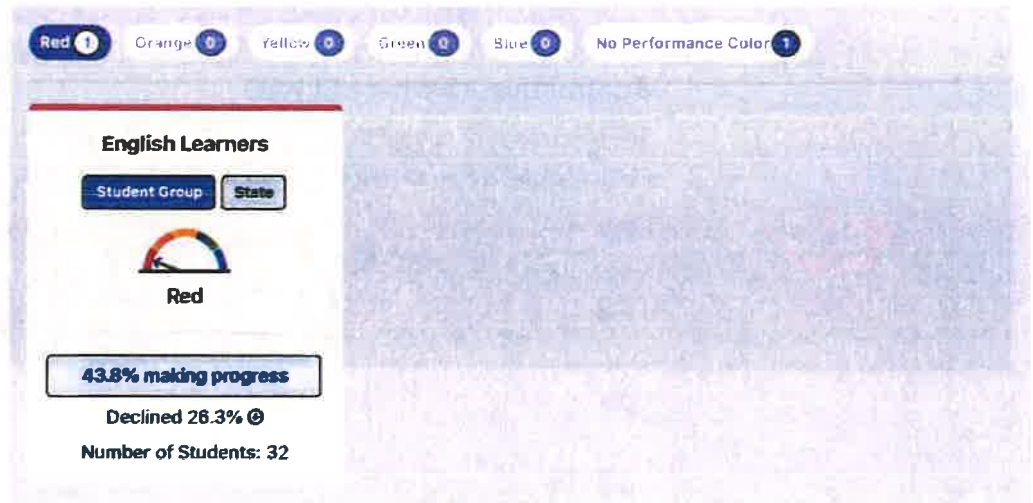 Red 1 Orange 0 Yellow 0 Green 0 Blue 0 No Performance Color 1
English Learners
Student Group State
Red
43.8% making progress
Declined 26.3%
Number of Students: 32